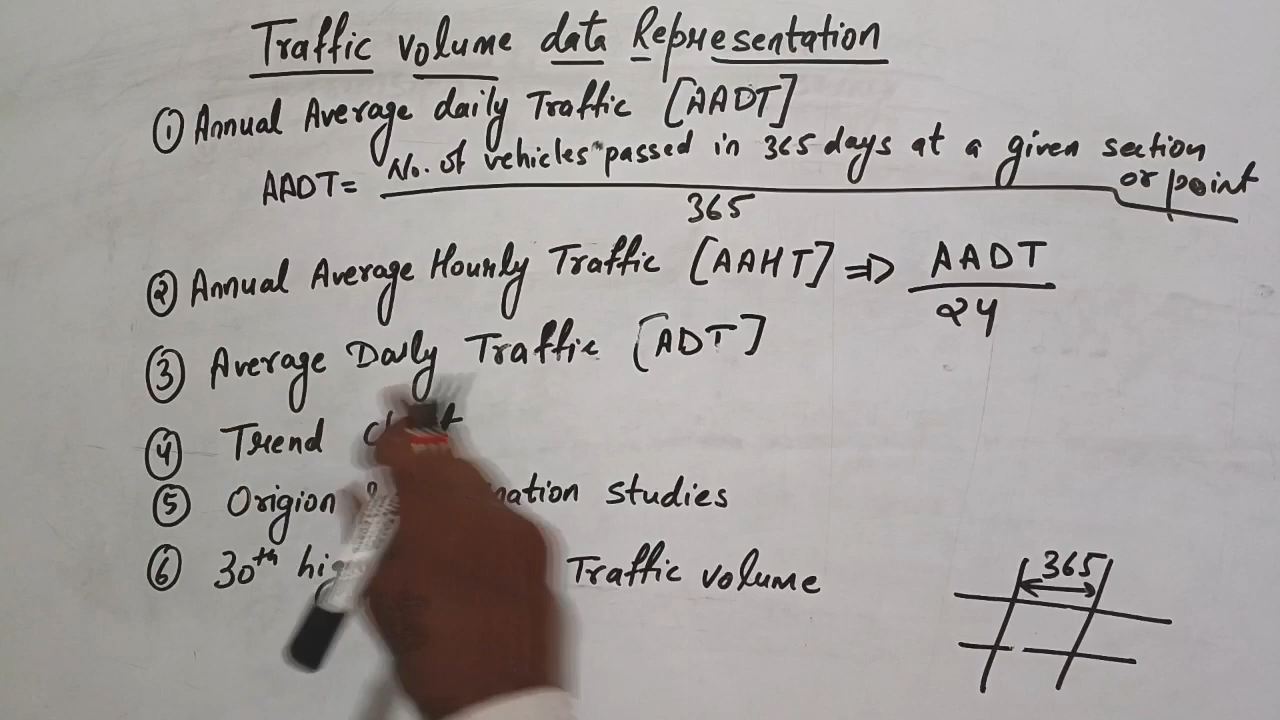 Traffic volume data Representation
① Annual Average daily Traffic [AADT]
AADT = No. of vehicles passed in 365 days at a given section or point
365
② Annual Average Hourly Traffic [AAHT] ⇒ AADT
24
③ Average Daily Traffic [ADT]
④ Trend
⑤ Origion studies
⑥ 30th Traffic volume
365